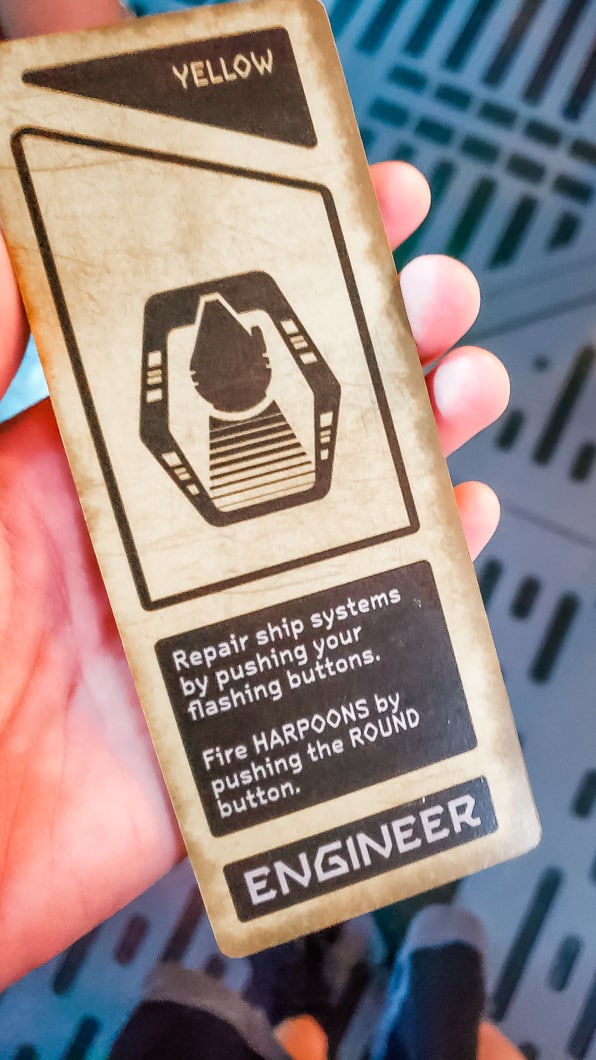 YELLOW
Repair ship systems
by pushing your
flashing buttons.
Fire HARPOONS by
pushing the ROUND
button.
ENGINEER